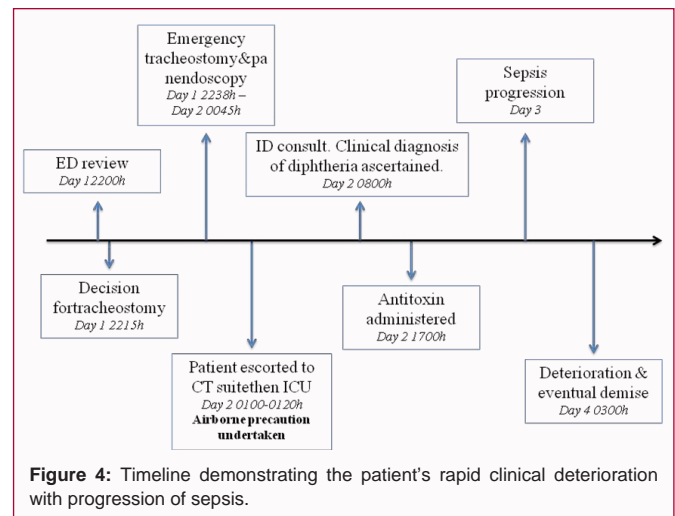 Emergency
tracheostomy&pa
nendoscopy
Day 1 2238h –
Day 2 0045h
Sepsis
progression
Day 3
ED review
Day 12200h
ID consult. Clinical diagnosis
of diphtheria ascertained.
Day 2 0800h
Decision
fortracheostomy
Day 1 2215h
Patient escorted to
CT suitethen ICU
Day 2 0100-0120h
Airborne precaution
undertaken
Antitoxin
administered
Day 2 1700h
Deterioration &
eventual demise
Day 4 0300h
Figure 4: Timeline demonstrating the patient's rapid clinical deterioration
with progression of sepsis.